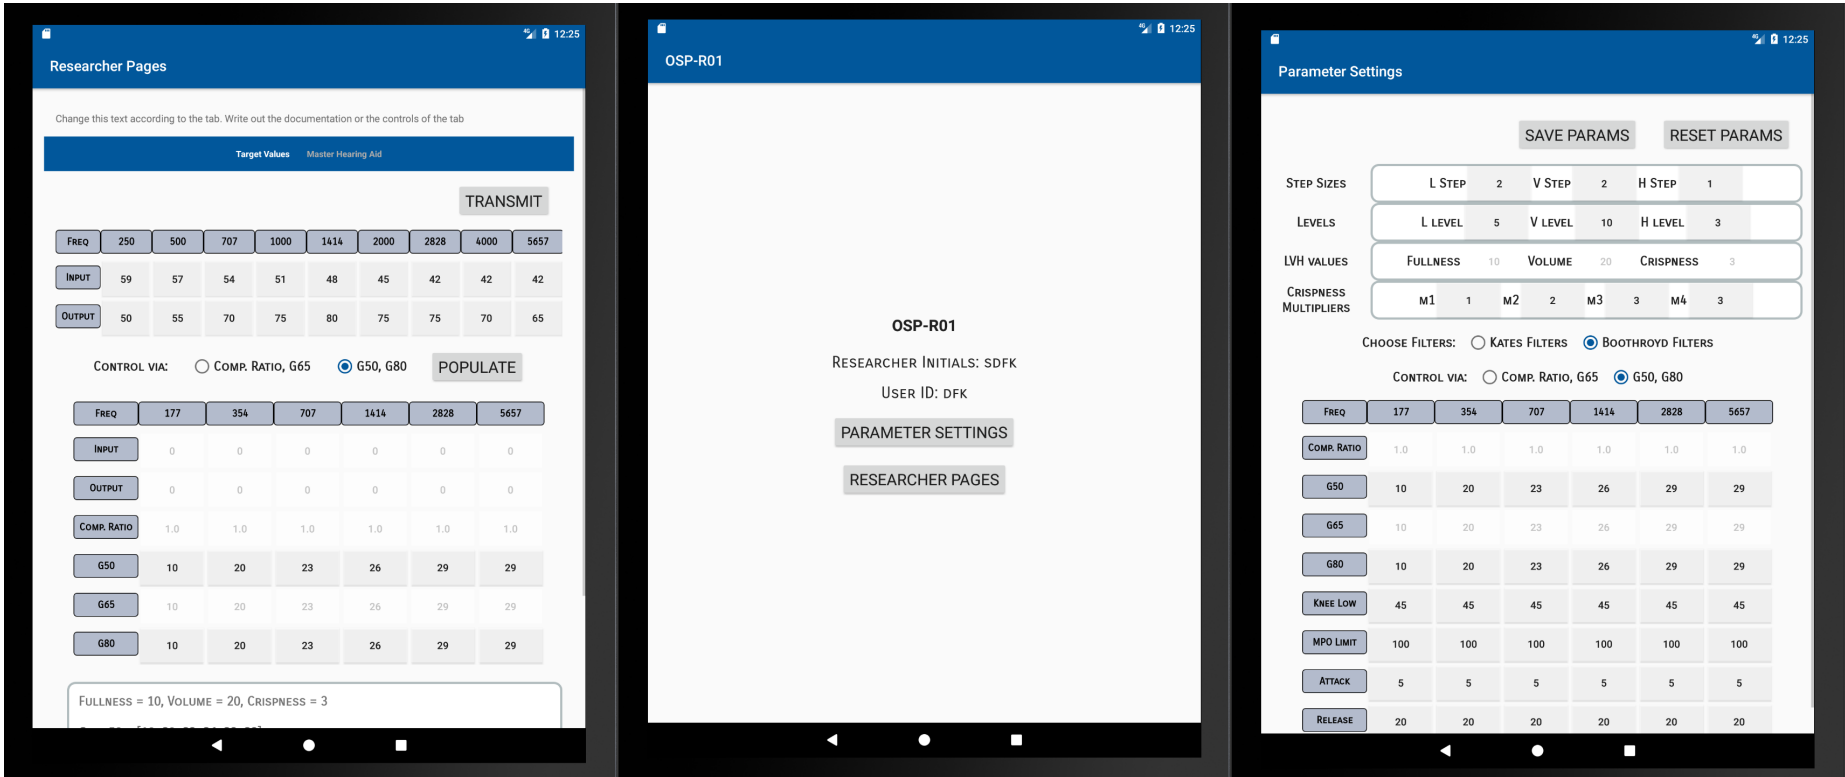 12:25
Researcher Pages
Change this text according to the tab. Write out the documentation or the controls of the tab
Target Values Master Hearing Aid
TRANSMIT
FREQ 250 500 707 1000 1414 2000 2828 4000 5657
INPUT 59 57 54 51 48 45 42 42 42
OUTPUT 50 55 70 75 80 75 75 70 65
CONTROL VIA: COMP. RATIO, G65 G50, G80 POPULATE
FREQ 177 354 707 1414 2828 5657
INPUT 0 0 0 0 0 0
OUTPUT 0 0 0 0 0 0
COMP. RATIO 1.0 1.0 1.0 1.0 1.0 1.0
G50 10 20 23 26 29 29
G65 10 20 23 26 29 29
G80 10 20 23 26 29 29
FULLNESS = 10, VOLUME = 20, CRISPNESS = 3
4G 12:25
OSP-R01
OSP-R01
RESEARCHER INITIALS: SDFK
USER ID: DFK
PARAMETER SETTINGS
RESEARCHER PAGES
4G 12:25
Parameter Settings
SAVE PARAMS RESET PARAMS
STEP SIZES L STEP 2 V STEP 2 H STEP 1
LEVELS L LEVEL 5 V LEVEL 10 H LEVEL 3
LVH VALUES FULLNESS 10 VOLUME 20 CRISPNESS 3
CRISPNESS MULTIPLIERS M1 1 M2 2 M3 3 M4 3
CHOOSE FILTERS: KATES FILTERS BOOTHROYD FILTERS
CONTROL VIA: COMP. RATIO, G65 G50, G80
FREQ 177 354 707 1414 2828 5657
COMP. RATIO 1.0 1.0 1.0 1.0 1.0 1.0
G50 10 20 23 26 29 29
G65 10 20 23 26 29 29
G80 10 20 23 26 29 29
KNEE LOW 45 45 45 45 45 45
MPO LIMIT 100 100 100 100 100 100
ATTACK 5 5 5 5 5 5
RELEASE 20 20 20 20 20 20